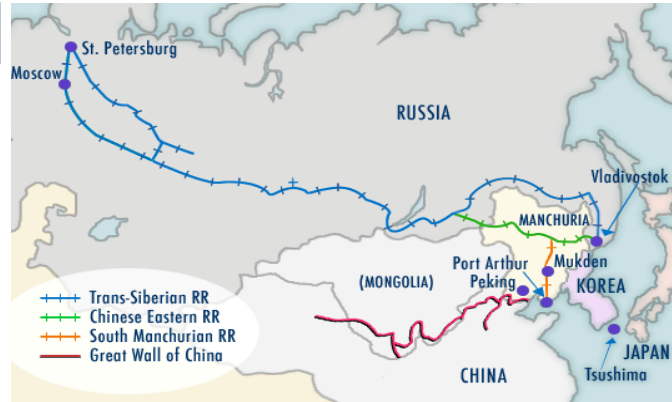 St. Petersburg
Moscow
RUSSIA
Vladivostok
MANCHURIA
Port Arthur
Mukden
(MONGOLIA)
Peking
KOREA
Trans-Siberian RR
Chinese Eastern RR
South Manchurian RR
Great Wall of China
JAPAN
CHINA
Tsushima